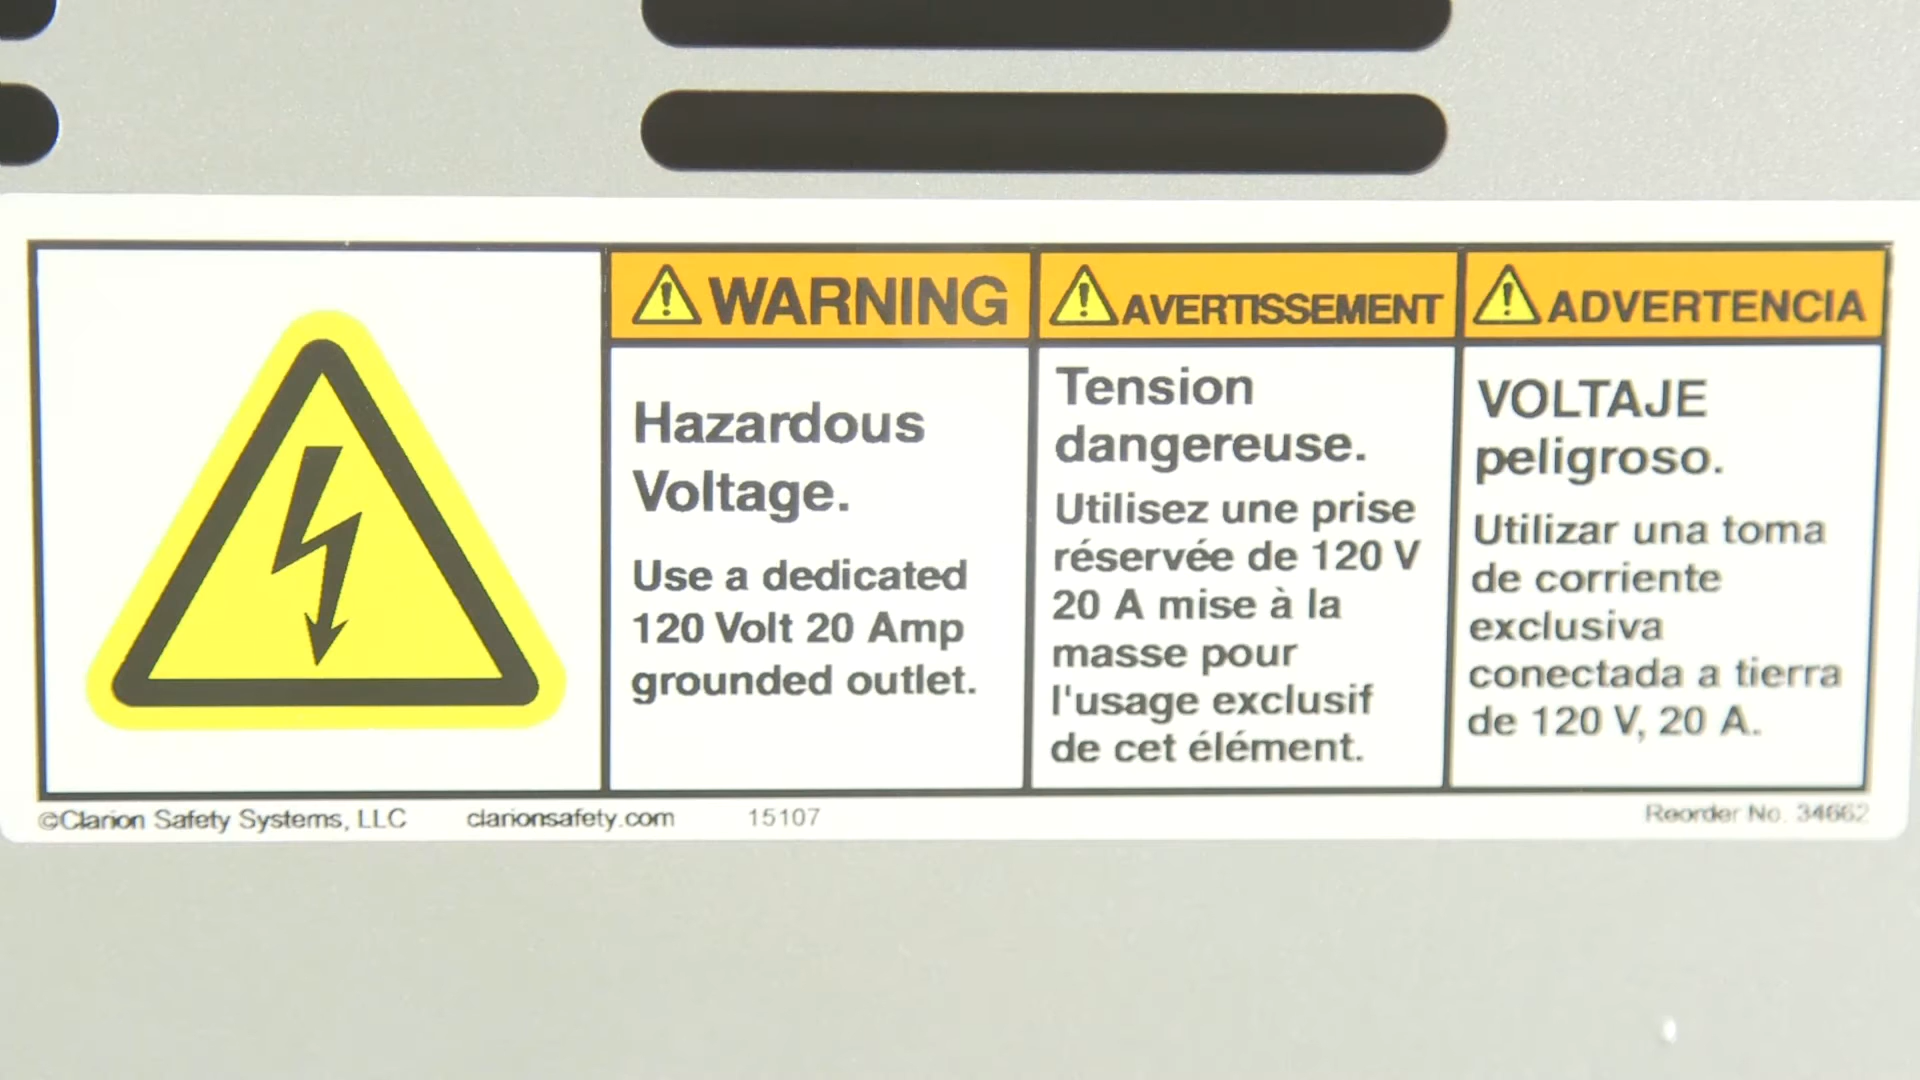 WARNING
Hazardous
Voltage.
Use a dedicated
120 Volt 20 Amp
grounded outlet.
AVERTISSEMENT
Tension
dangereuse.
Utilisez une prise
réservée de 120 V
20 A mise à la
masse pour
l'usage exclusif
de cet élément.
ADVERTENCIA
VOLTAJE
peligroso.
Utilizar una toma
de corriente
exclusiva
conectada a tierra
de 120 V, 20 A.
©Clarion Safety Systems, LLC clarionsafety.com 15107 Reorder No. 34662